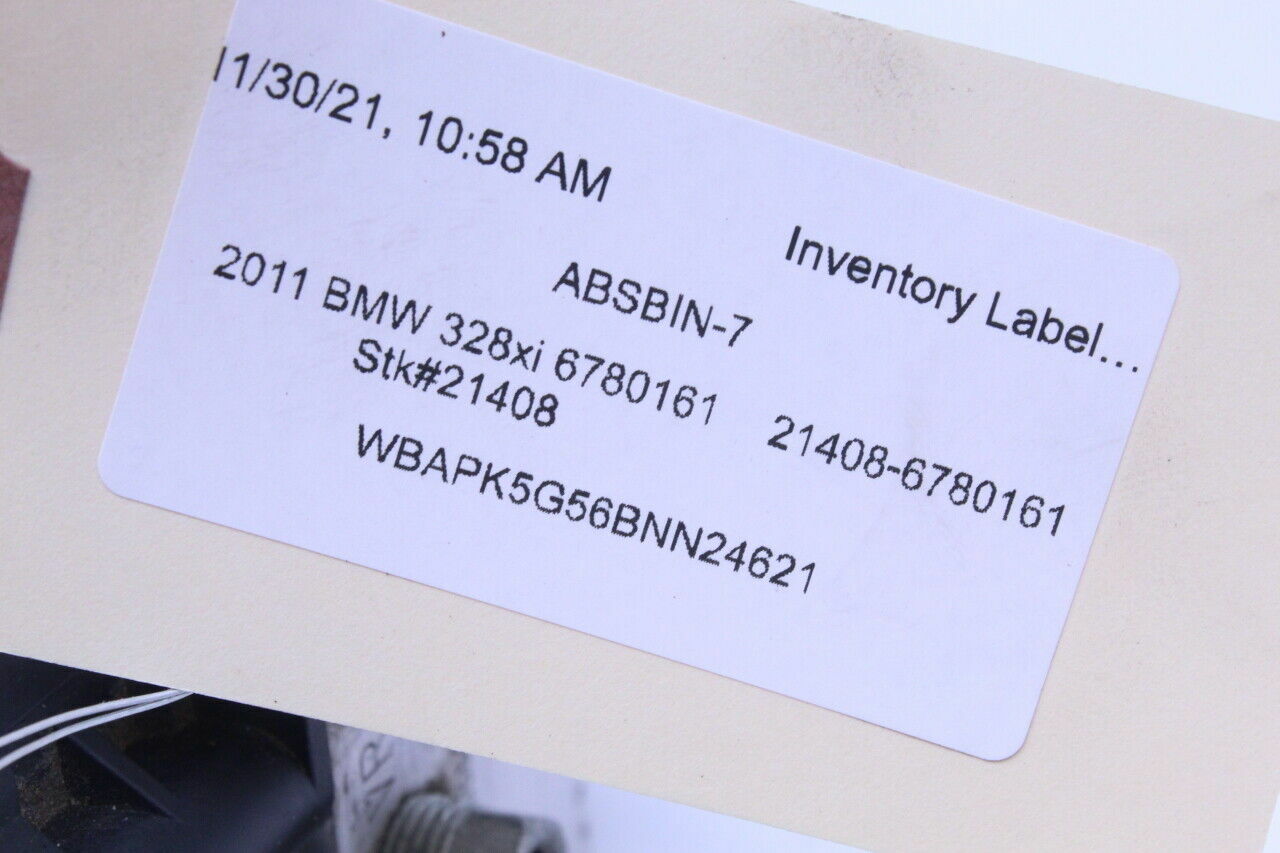 11/30/21, 10:58 AM
Inventory Label...
ABSBIN-7
2011 BMW 328xi 6780161 21408-6780161
Stk#21408
WBAPK5G56BNN24621